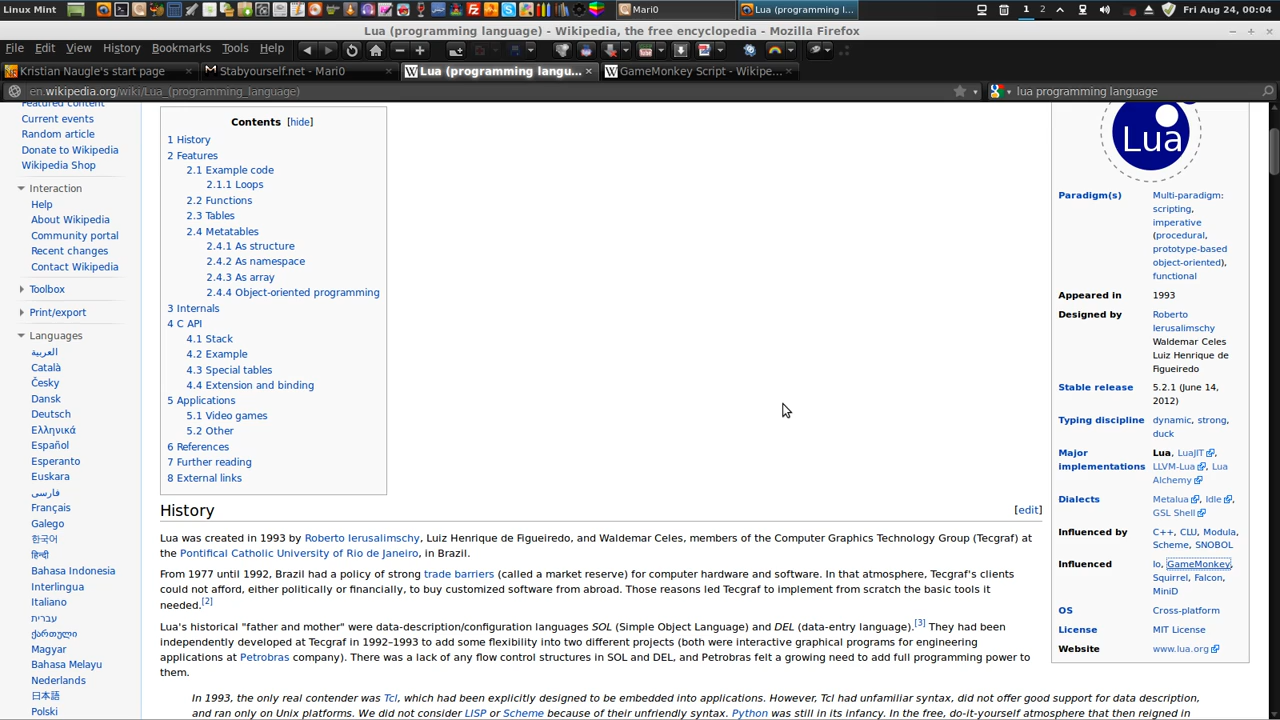 Linux Mint
Mari0
Lua (programming l...
1
2
Fri Aug 24, 00:04
Lua (programming language) - Wikipedia, the free encyclopedia - Mozilla Firefox
File Edit View History Bookmarks Tools Help
Kristian Naugle's start page
Stabyourself.net - Mari0
Lua (programming langu...
GameMonkey Script - Wikipe...
en.wikipedia.org/wiki/Lua_(programming_language)
lua programming language
Featured content
Current events
Random article
Donate to Wikipedia
Wikipedia Shop
Interaction
Help
About Wikipedia
Community portal
Recent changes
Contact Wikipedia
Toolbox
Print/export
Languages
العربية
Català
Česky
Dansk
Deutsch
Ελληνικά
Español
Esperanto
Euskara
فارسی
Français
Galego
한국어
हिन्दी
Bahasa Indonesia
Interlingua
Italiano
עברית
ქართული
Magyar
Bahasa Melayu
Nederlands
日本語
Polski
Contents [hide]
1 History
2 Features
2.1 Example code
2.1.1 Loops
2.2 Functions
2.3 Tables
2.4 Metatables
2.4.1 As structure
2.4.2 As namespace
2.4.3 As array
2.4.4 Object-oriented programming
3 Internals
4 C API
4.1 Stack
4.2 Example
4.3 Special tables
4.4 Extension and binding
5 Applications
5.1 Video games
5.2 Other
6 References
7 Further reading
8 External links
History [edit]
Lua was created in 1993 by Roberto Ierusalimschy, Luiz Henrique de Figueiredo, and Waldemar Celes, members of the Computer Graphics Technology Group (Tecgraf) at
the Pontifical Catholic University of Rio de Janeiro, in Brazil.
From 1977 until 1992, Brazil had a policy of strong trade barriers (called a market reserve) for computer hardware and software. In that atmosphere, Tecgraf's clients
could not afford, either politically or financially, to buy customized software from abroad. Those reasons led Tecgraf to implement from scratch the basic tools it
needed.[2]
Lua's historical "father and mother" were data-description/configuration languages SOL (Simple Object Language) and DEL (data-entry language).[3] They had been
independently developed at Tecgraf in 1992–1993 to add some flexibility into two different projects (both were interactive graphical programs for engineering
applications at Petrobras company). There was a lack of any flow control structures in SOL and DEL, and Petrobras felt a growing need to add full programming power to
them.
In 1993, the only real contender was Tcl, which had been explicitly designed to be embedded into applications. However, Tcl had unfamiliar syntax, did not offer good support for data description,
and ran only on Unix platforms. We did not consider LISP or Scheme because of their unfriendly syntax. Python was still in its infancy. In the free, do-it-yourself atmosphere that then reigned in
Lua
Paradigm(s) Multi-paradigm:
scripting,
imperative
(procedural,
prototype-based
object-oriented),
functional
Appeared in 1993
Designed by Roberto
Ierusalimschy
Waldemar Celes
Luiz Henrique de
Figueiredo
Stable release 5.2.1 (June 14,
2012)
Typing discipline dynamic, strong,
duck
Major Lua, LuaJIT,
implementations LLVM-Lua, Lua
Alchemy
Dialects Metalua, Idle,
GSL Shell
Influenced by C++, CLU, Modula,
Scheme, SNOBOL
Influenced Io, GameMonkey,
Squirrel, Falcon,
MiniD
OS Cross-platform
License MIT License
Website www.lua.org